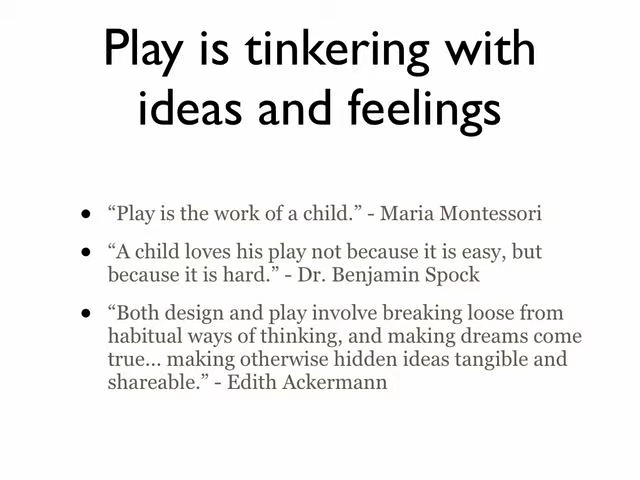 Play is tinkering with
ideas and feelings
• “Play is the work of a child.” - Maria Montessori
• “A child loves his play not because it is easy, but
because it is hard.” - Dr. Benjamin Spock
• “Both design and play involve breaking loose from
habitual ways of thinking, and making dreams come
true... making otherwise hidden ideas tangible and
shareable.” - Edith Ackermann